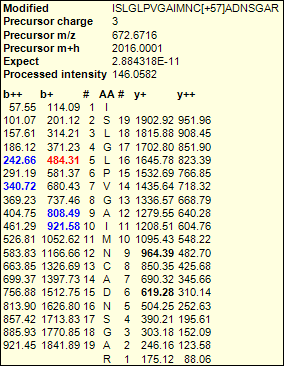 Modified ISLGLPVGAIMNC[+57]ADNSGAR
Precursor charge 3
Precursor m/z 672.6716
Precursor m+h 2016.0001
Expect 2.884318E-11
Processed intensity 146.0582
b++ b+ # AA # y+ y++
57.55 114.09 1 I
101.07 201.12 2 S 19 1902.92 951.96
157.61 314.21 3 L 18 1815.88 908.45
186.12 371.23 4 G 17 1702.80 851.90
242.66 484.31 5 L 16 1645.78 823.39
291.19 581.37 6 P 15 1532.69 766.85
340.72 680.43 7 V 14 1435.64 718.32
369.23 737.46 8 G 13 1336.57 668.79
404.75 808.49 9 A 12 1279.55 640.28
461.29 921.58 10 I 11 1208.51 604.76
526.81 1052.62 11 M 10 1095.43 548.22
583.83 1166.66 12 N 9 964.39 482.70
663.85 1326.69 13 C 8 850.35 425.68
699.37 1397.73 14 A 7 690.32 345.66
756.88 1512.75 15 D 6 619.28 310.14
813.90 1626.80 16 N 5 504.25 252.63
857.42 1713.83 17 S 4 390.21 195.61
885.93 1770.85 18 G 3 303.18 152.09
921.45 1841.89 19 A 2 246.16 123.58
R 1 175.12 88.06